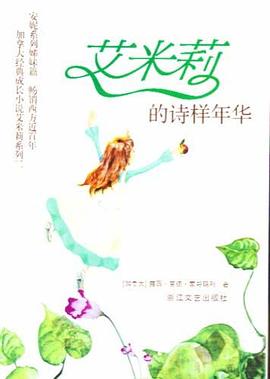 艾米莉
的诗样年华
安妮系列姊妹篇 畅销西方近百年
加拿大经典成长小说艾米莉系列二
[加拿大] 露西·莫德·蒙哥玛利 著
浙江文艺出版社